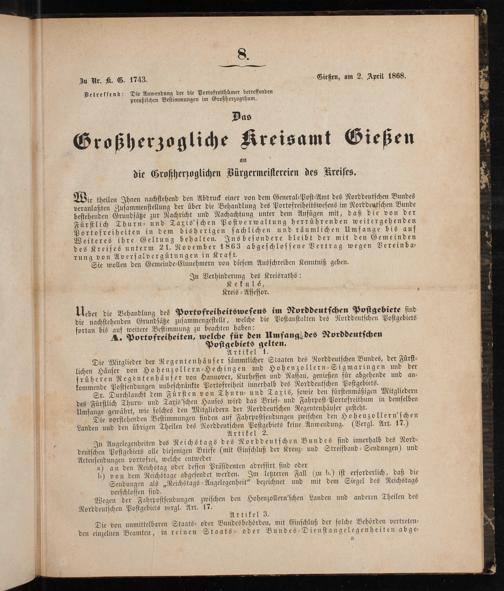 8.
Zu Nr. K. G. 1743. Gießen, am 2. April 1868.
Betreffend: Die Anwendung der die Portofreithümer betreffenden
preußischen Bestimmungen im Großherzogthum.
Das
Großherzogliche Kreisamt Gießen
an
die Großherzoglichen Bürgermeistereien des Kreises.
Wir theilen Ihnen nachstehend den Abdruck einer von dem General-Post-Amt des Norddeutschen Bundes
veranlaßten Zusammenstellung der über die Behandlung des Portofreiheitswesens im Norddeutschen Bunde
bestehenden Grundsätze zur Nachricht und Nachachtung unter dem Anfügen mit, daß die von der
Fürstlich Thurn- und Taxis'schen Postverwaltung herrührenden weitergehenden
Portofreiheiten in dem bisherigen sachlichen und räumlichen Umfange bis auf
Weiteres ihre Geltung behalten. Insbesondere bleibt der mit den Gemeinden
des Kreises unterm 21. November 1863 abgeschlossene Vertrag wegen Vereinba-
rung von Aversalvergütungen in Kraft.
Sie wollen den Gemeinde-Einnehmern von diesem Ausschreiben Kenntniß geben.
In Verhinderung des Kreisraths:
Kekulé,
Kreis-Assessor.
Ueber die Behandlung des Portofreiheitswesens im Norddeutschen Postgebiete sind
die nachstehenden Grundsätze zusammengestellt, welche die Postanstalten des Norddeutschen Postgebiets
fortan bis auf weitere Bestimmung zu beachten haben:
A. Portofreiheiten, welche für den Umfang des Norddeutschen
Postgebiets gelten.
Artikel 1.
Die Mitglieder der Regentenhäuser sämmtlicher Staaten des Norddeutschen Bundes, der Fürst-
lichen Häuser von Hohenzollern-Hechingen und Hohenzollern-Sigmaringen und der
früheren Regentenhäuser von Hannover, Kurhessen und Nassau, genießen für abgehende und an-
kommende Postsendungen unbeschränkte Portofreiheit innerhalb des Norddeutschen Postgebiets.
Sr. Durchlaucht dem Fürsten von Thurn und Taxis, sowie den fürstenmäßigen Mitgliedern
des Fürstlich Thurn- und Taxis'schen Hauses wird das Brief- und Fahrpost-Portofreithum in demselben
Umfange gewährt, wie solches den Mitgliedern der Norddeutschen Regentenhäuser zusteht.
Die vorstehenden Bestimmungen finden auf Fahrpostsendungen zwischen den Hohenzollern'schen
Landen und den übrigen Theilen des Norddeutschen Postgebiets keine Anwendung. (Vergl. Art. 17.)
Artikel 2.
In Angelegenheiten des Reichstags des Norddeutschen Bundes sind innerhalb des Nord-
deutschen Postgebiets alle diejenigen Briefe (mit Einschluß der Kreuz- und Streifband-Sendungen) und
Actensendungen portofrei, welche entweder
a) an den Reichstag oder dessen Präsidenten adressirt sind oder
b) von dem Reichstage abgesendet werden. Im letzteren Fall (zu b.) ist erforderlich, daß die
Sendungen als „Reichstags-Angelegenheit" bezeichnet und mit dem Siegel des Reichstags
verschlossen sind.
Wegen der Fahrpostsendungen zwischen den Hohenzollern'schen Landen und anderen Theilen des
Norddeutschen Postgebiets vergl. Art. 17.
Artikel 3.
Die von unmittelbaren Staats- oder Bundesbehörden, mit Einschluß der solche Behörden vertreten-
den einzelnen Beamten, in reinen Staats- oder Bundes-Dienstangelegenheiten abge-